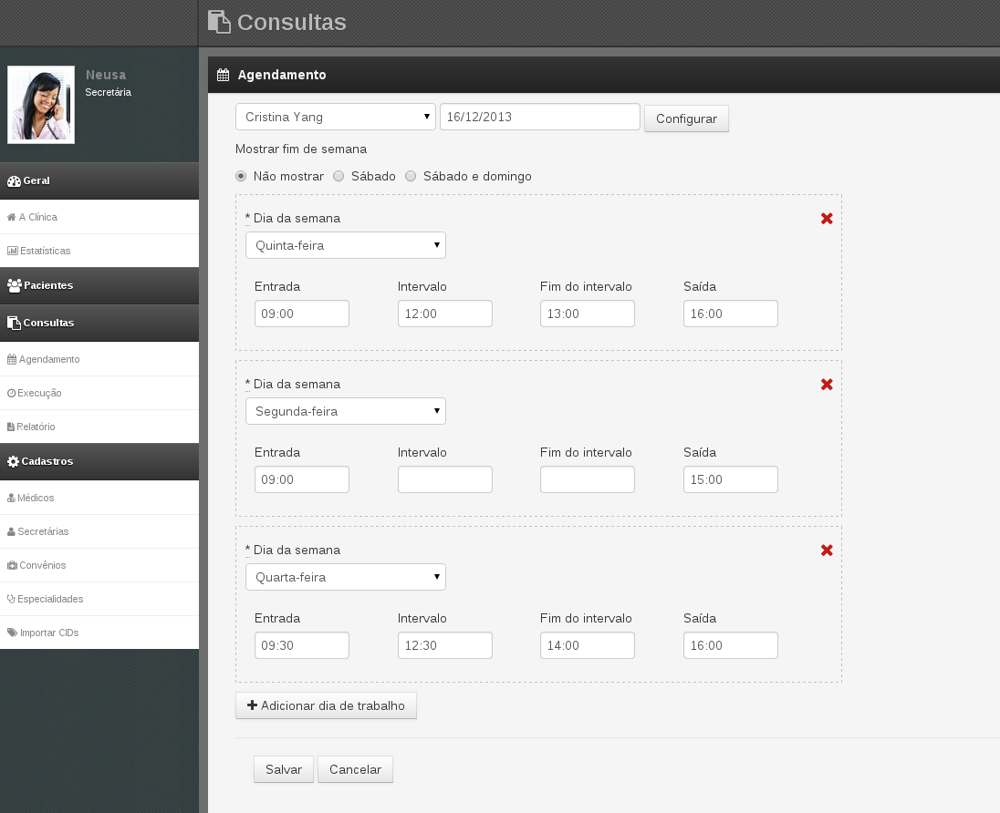 Consultas
Neusa
Secretária
Geral
A Clínica
Estatísticas
Pacientes
Consultas
Agendamento
Execução
Relatório
Cadastros
Médicos
Secretárias
Convênios
Especialidades
Importar CIDs
Agendamento
Cristina Yang 16/12/2013 Configurar
Mostrar fim de semana
Não mostrar Sábado Sábado e domingo
* Dia da semana
Quinta-feira
Entrada Intervalo Fim do intervalo Saída
09:00 12:00 13:00 16:00
* Dia da semana
Segunda-feira
Entrada Intervalo Fim do intervalo Saída
09:00 15:00
* Dia da semana
Quarta-feira
Entrada Intervalo Fim do intervalo Saída
09:30 12:30 14:00 16:00
Adicionar dia de trabalho
Salvar Cancelar